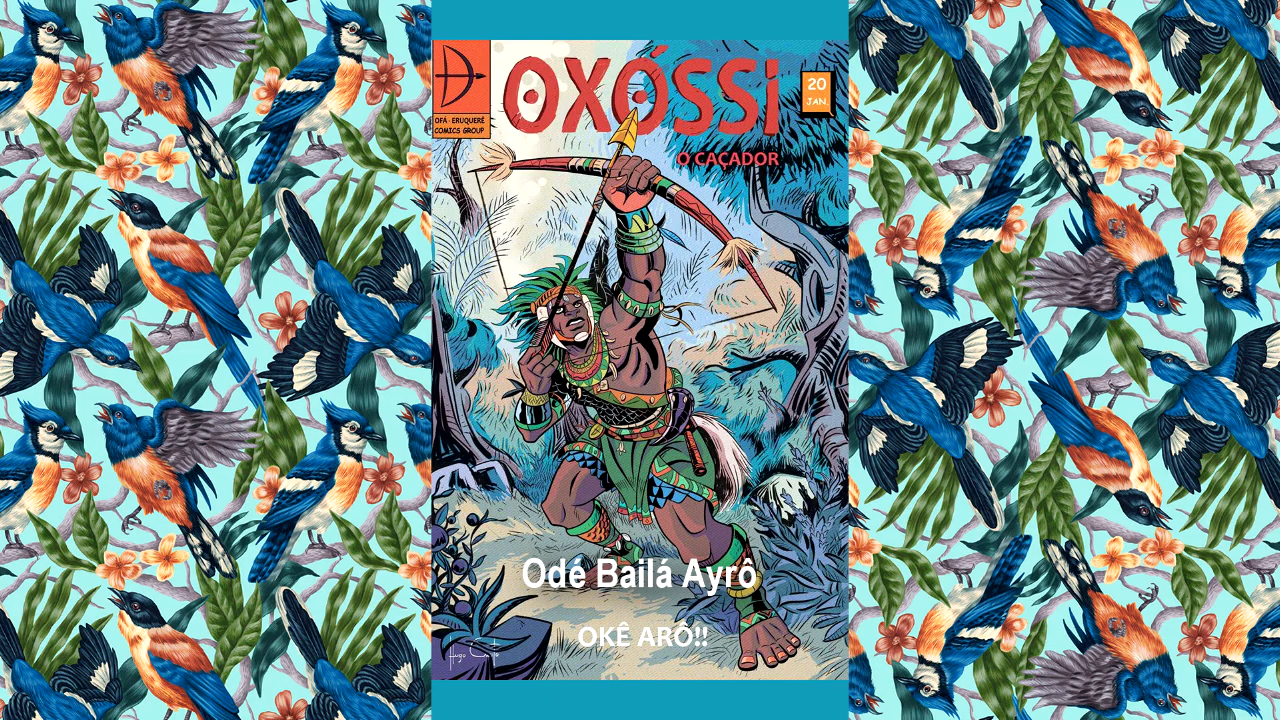 OXÓSSi
20
JAN.
OFÁ · ERUQUERÊ
COMICS GROUP
O CAÇADOR
Odé Bailá Ayrô
OKÊ ARÔ!!